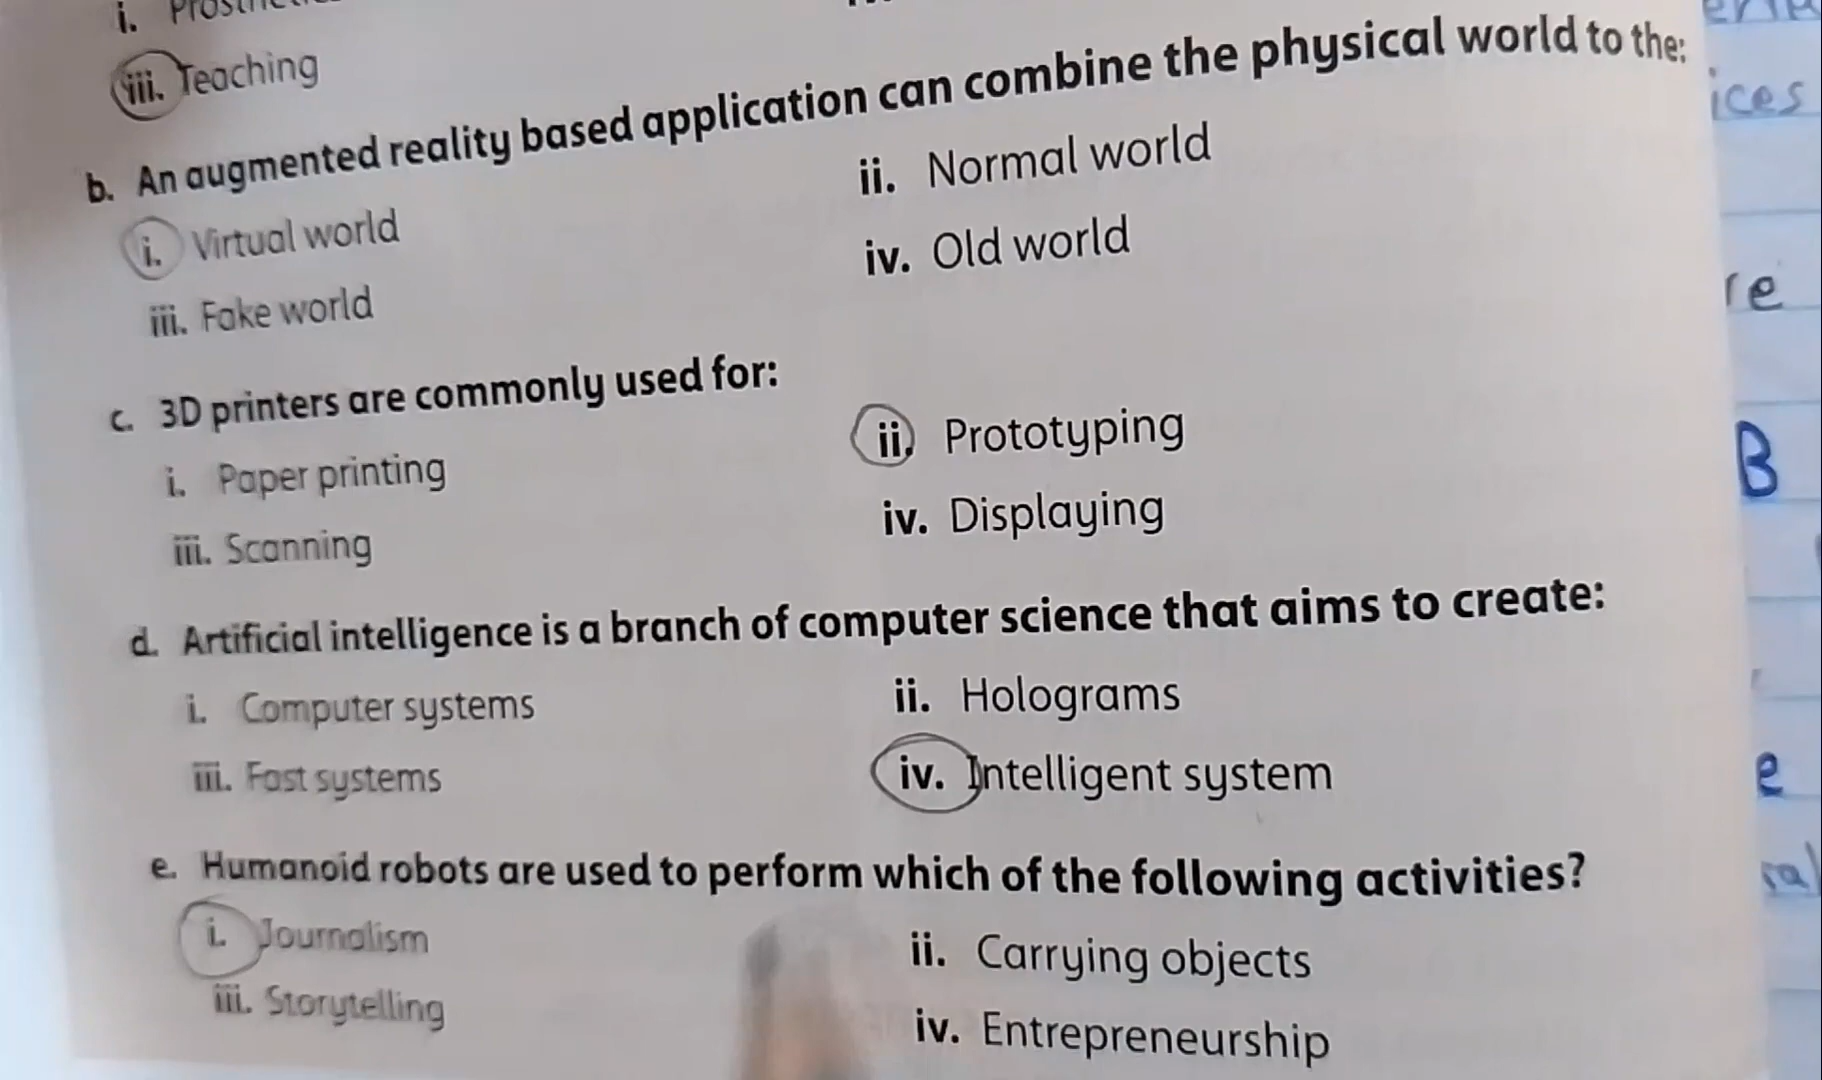 i.
iii. Teaching
b. An augmented reality based application can combine the physical world to the:
i. Virtual world
ii. Normal world
iii. Fake world
iv. Old world
c. 3D printers are commonly used for:
i. Paper printing
ii. Prototyping
iii. Scanning
iv. Displaying
d. Artificial intelligence is a branch of computer science that aims to create:
i. Computer systems
ii. Holograms
iii. Fast systems
iv. Intelligent system
e. Humanoid robots are used to perform which of the following activities?
i. Journalism
ii. Carrying objects
iii. Storytelling
iv. Entrepreneurship
ices
re
B
e